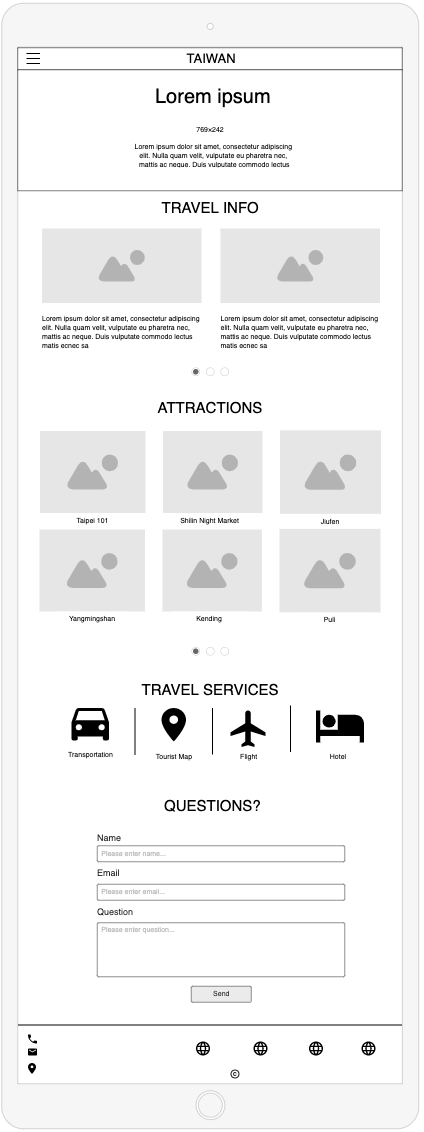 TAIWAN
Lorem ipsum
769x242
Lorem ipsum dolor sit amet, consectetur adipiscing
elit. Nulla quam velit, vulputate eu pharetra nec,
mattis ac neque. Duis vulputate commodo lectus
TRAVEL INFO
Lorem ipsum dolor sit amet, consectetur adipiscing
elit. Nulla quam velit, vulputate eu pharetra nec,
mattis ac neque. Duis vulputate commodo lectus
matis ecnec sa
Lorem ipsum dolor sit amet, consectetur adipiscing
elit. Nulla quam velit, vulputate eu pharetra nec,
mattis ac neque. Duis vulputate commodo lectus
matis ecnec sa
ATTRACTIONS
Taipei 101
Shilin Night Market
Jiufen
Yangmingshan
Kending
Puli
TRAVEL SERVICES
Transportation
Tourist Map
Flight
Hotel
QUESTIONS?
Name
Please enter name...
Email
Please enter email...
Question
Please enter question...
Send
©